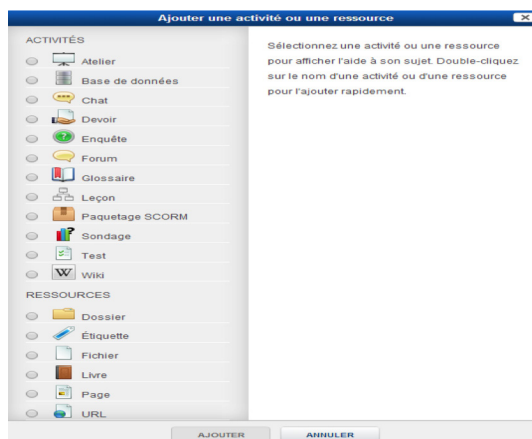 Ajouter une activité ou une ressource
ACTIVITÉS
Atelier
Base de données
Chat
Devoir
Enquête
Forum
Glossaire
Leçon
Paquetage SCORM
Sondage
Test
Wiki
RESSOURCES
Dossier
Étiquette
Fichier
Livre
Page
URL
Sélectionnez une activité ou une ressource
pour afficher l'aide à son sujet. Double-cliquez
sur le nom d'une activité ou d'une ressource
pour l'ajouter rapidement.
AJOUTER
ANNULER